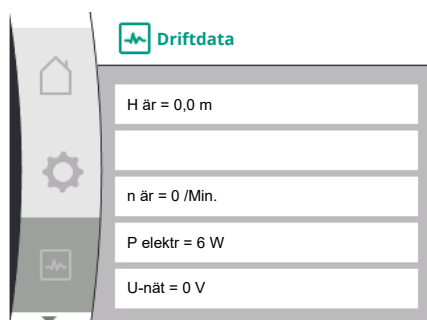 Driftdata
H är = 0,0 m
n är = 0 /Min.
P elektr = 6 W
U-nät = 0 V